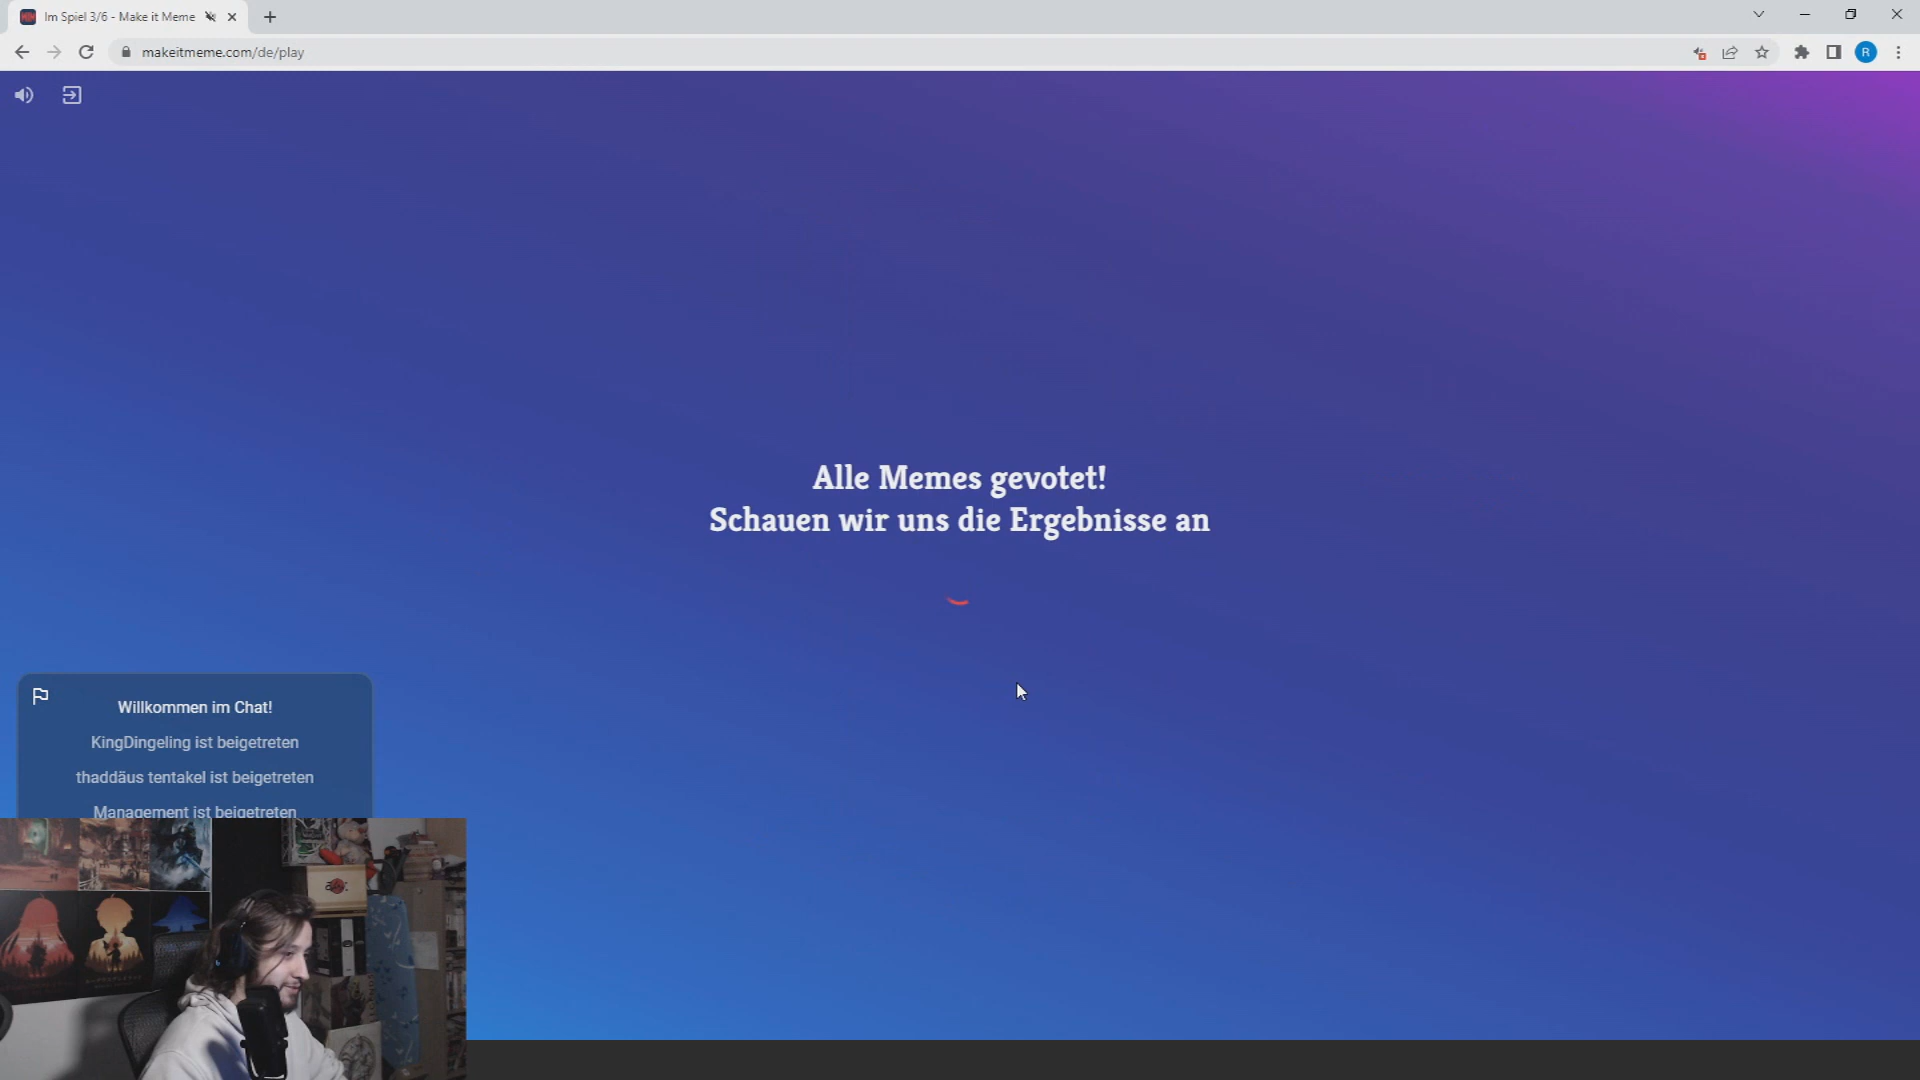 Im Spiel 3/6 - Make it Meme
makeitmeme.com/de/play
R
Alle Memes gevotet!
Schauen wir uns die Ergebnisse an
Willkommen im Chat!
KingDingeling ist beigetreten
thaddäus tentakel ist beigetreten
Management ist beigetreten